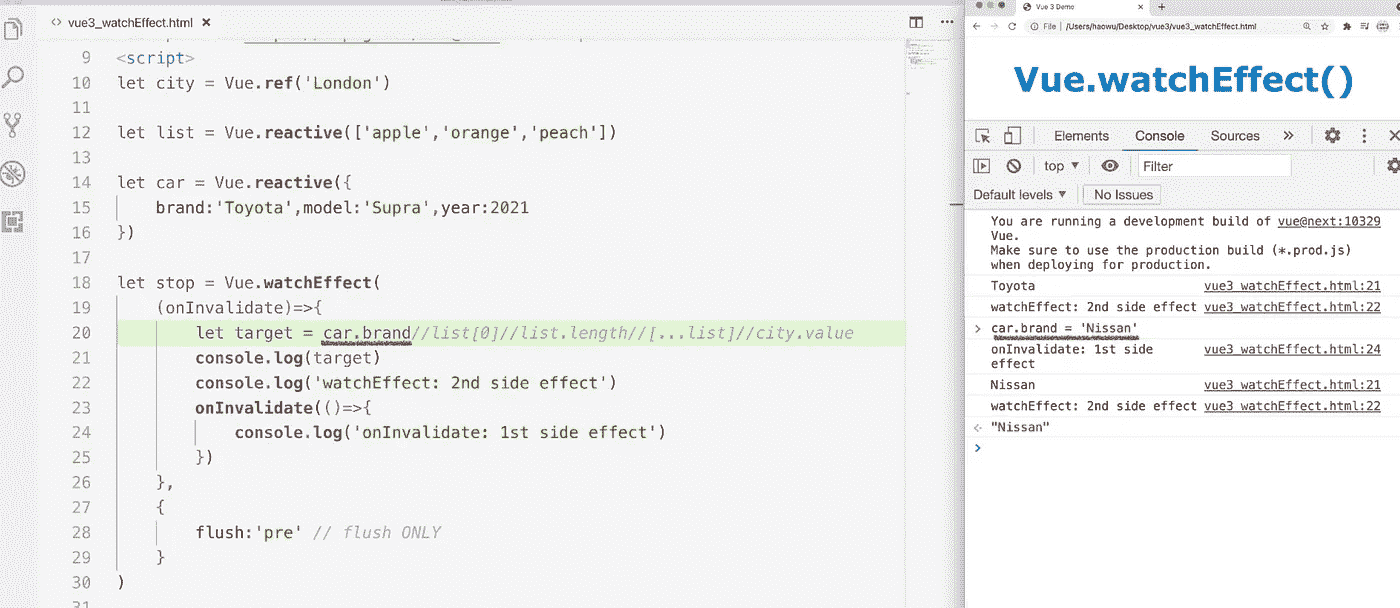 vue3_watchEffect.html ×
9 <script>
10 let city = Vue.ref('London')
11
12 let list = Vue.reactive(['apple','orange','peach'])
13
14 let car = Vue.reactive({
15 brand:'Toyota',model:'Supra',year:2021
16 })
17
18 let stop = Vue.watchEffect(
19 (onInvalidate)=>{
20 let target = car.brand//list[0]//list.length//[...list]//city.value
21 console.log(target)
22 console.log('watchEffect: 2nd side effect')
23 onInvalidate(()=>{
24 console.log('onInvalidate: 1st side effect')
25 })
26 },
27 {
28 flush:'pre' // flush ONLY
29 }
30 )
31
Vue 3 Demo
File | /Users/haowu/Desktop/vue3/vue3_watchEffect.html
Vue.watchEffect()
Elements Console Sources »
top ▼ Filter
Default levels ▼ No Issues
You are running a development build of vue@next:10329
Vue.
Make sure to use the production build (*.prod.js)
when deploying for production.
Toyota vue3_watchEffect.html:21
watchEffect: 2nd side effect vue3_watchEffect.html:22
> car.brand = 'Nissan'
onInvalidate: 1st side vue3_watchEffect.html:24
effect
Nissan vue3_watchEffect.html:21
watchEffect: 2nd side effect vue3_watchEffect.html:22
"Nissan"
>